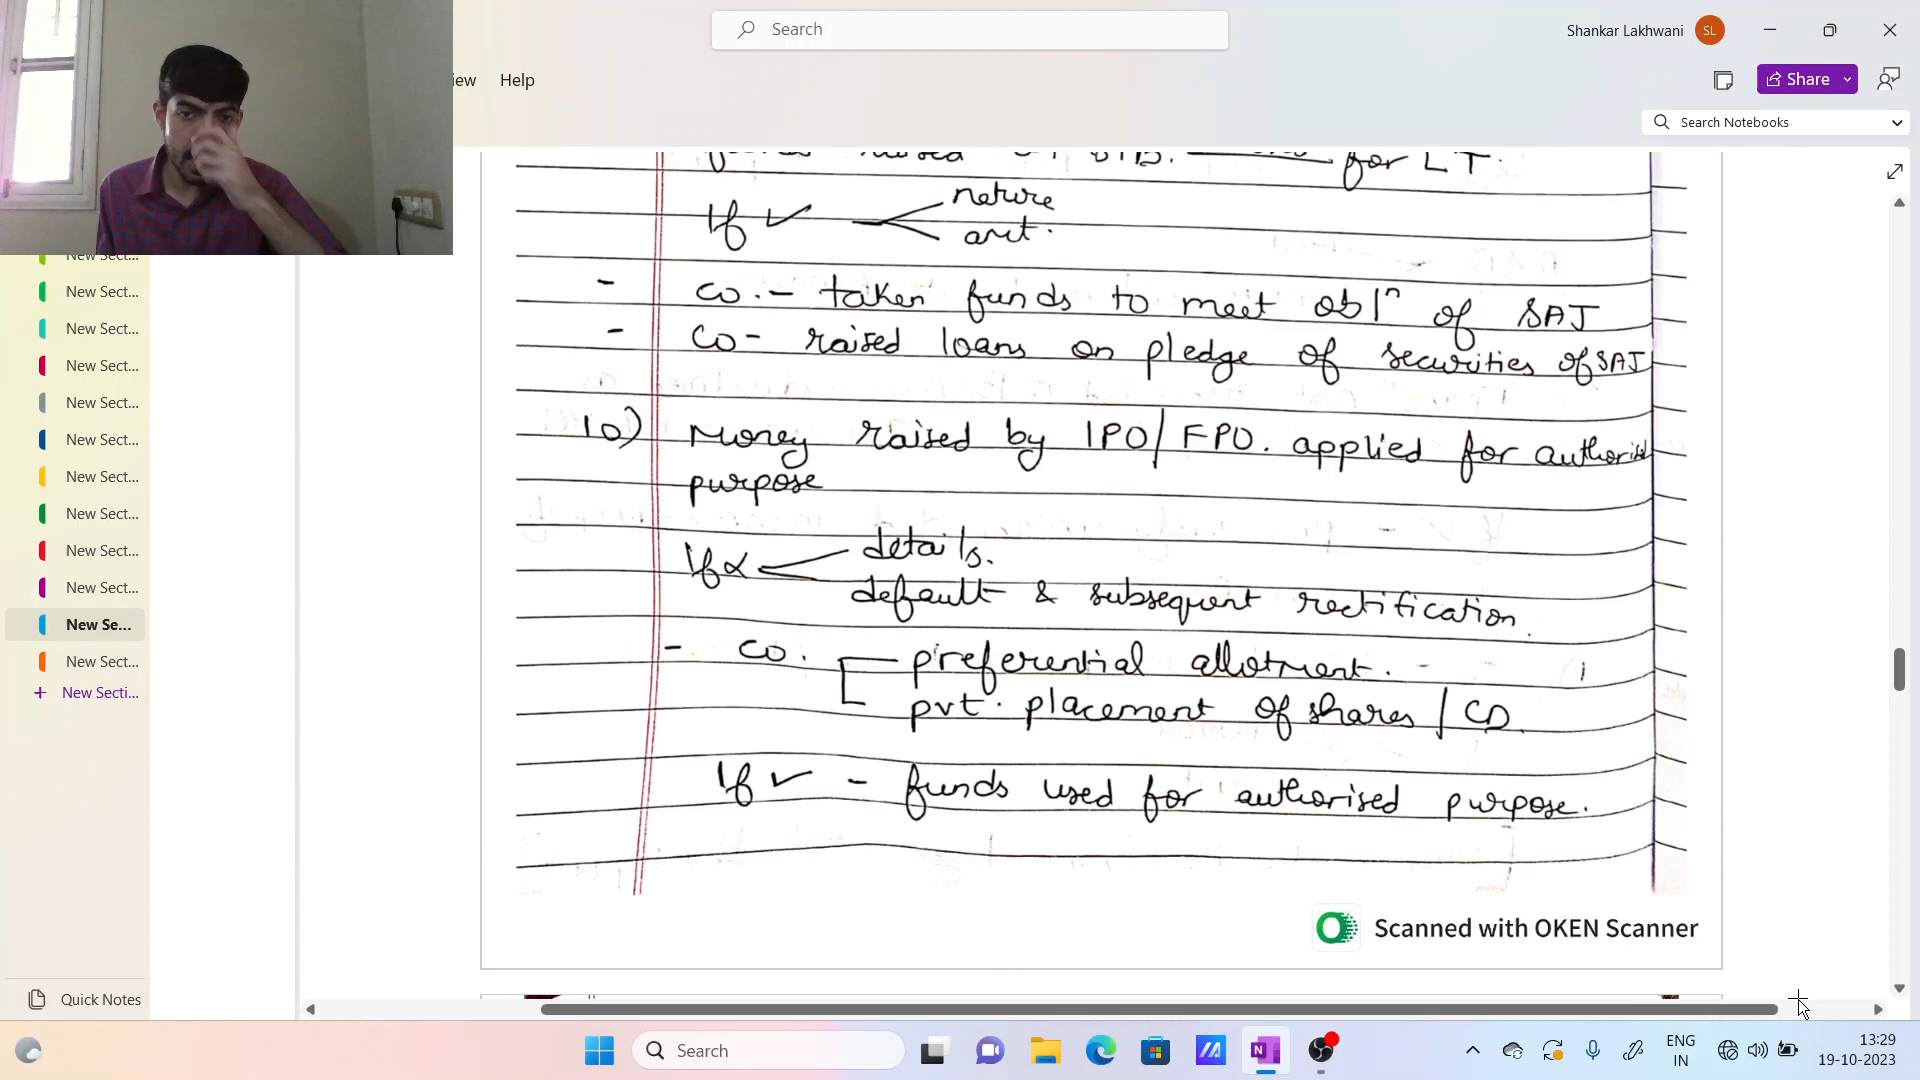 Search
Shankar Lakhwani SL
Help
Share
Search Notebooks
for LT.
If ✓ nature
amt.
- co. - taken funds to meet obl^n of SAJ
- co - raised loans on pledge of securities of SAJ
10) Money raised by IPO/FPO. applied for authorised
purpose
If x details.
default & subsequent rectification.
- co. preferential allotment.
pvt. placement of shares / CD.
If ✓ - funds used for authorised purpose.
Scanned with OKEN Scanner
New Sect...
New Sect...
New Sect...
New Sect...
New Sect...
New Sect...
New Sect...
New Sect...
New Sect...
New Sect...
New Se...
New Sect...
+ New Secti...
Quick Notes
Search
ENG
IN
13:29
19-10-2023